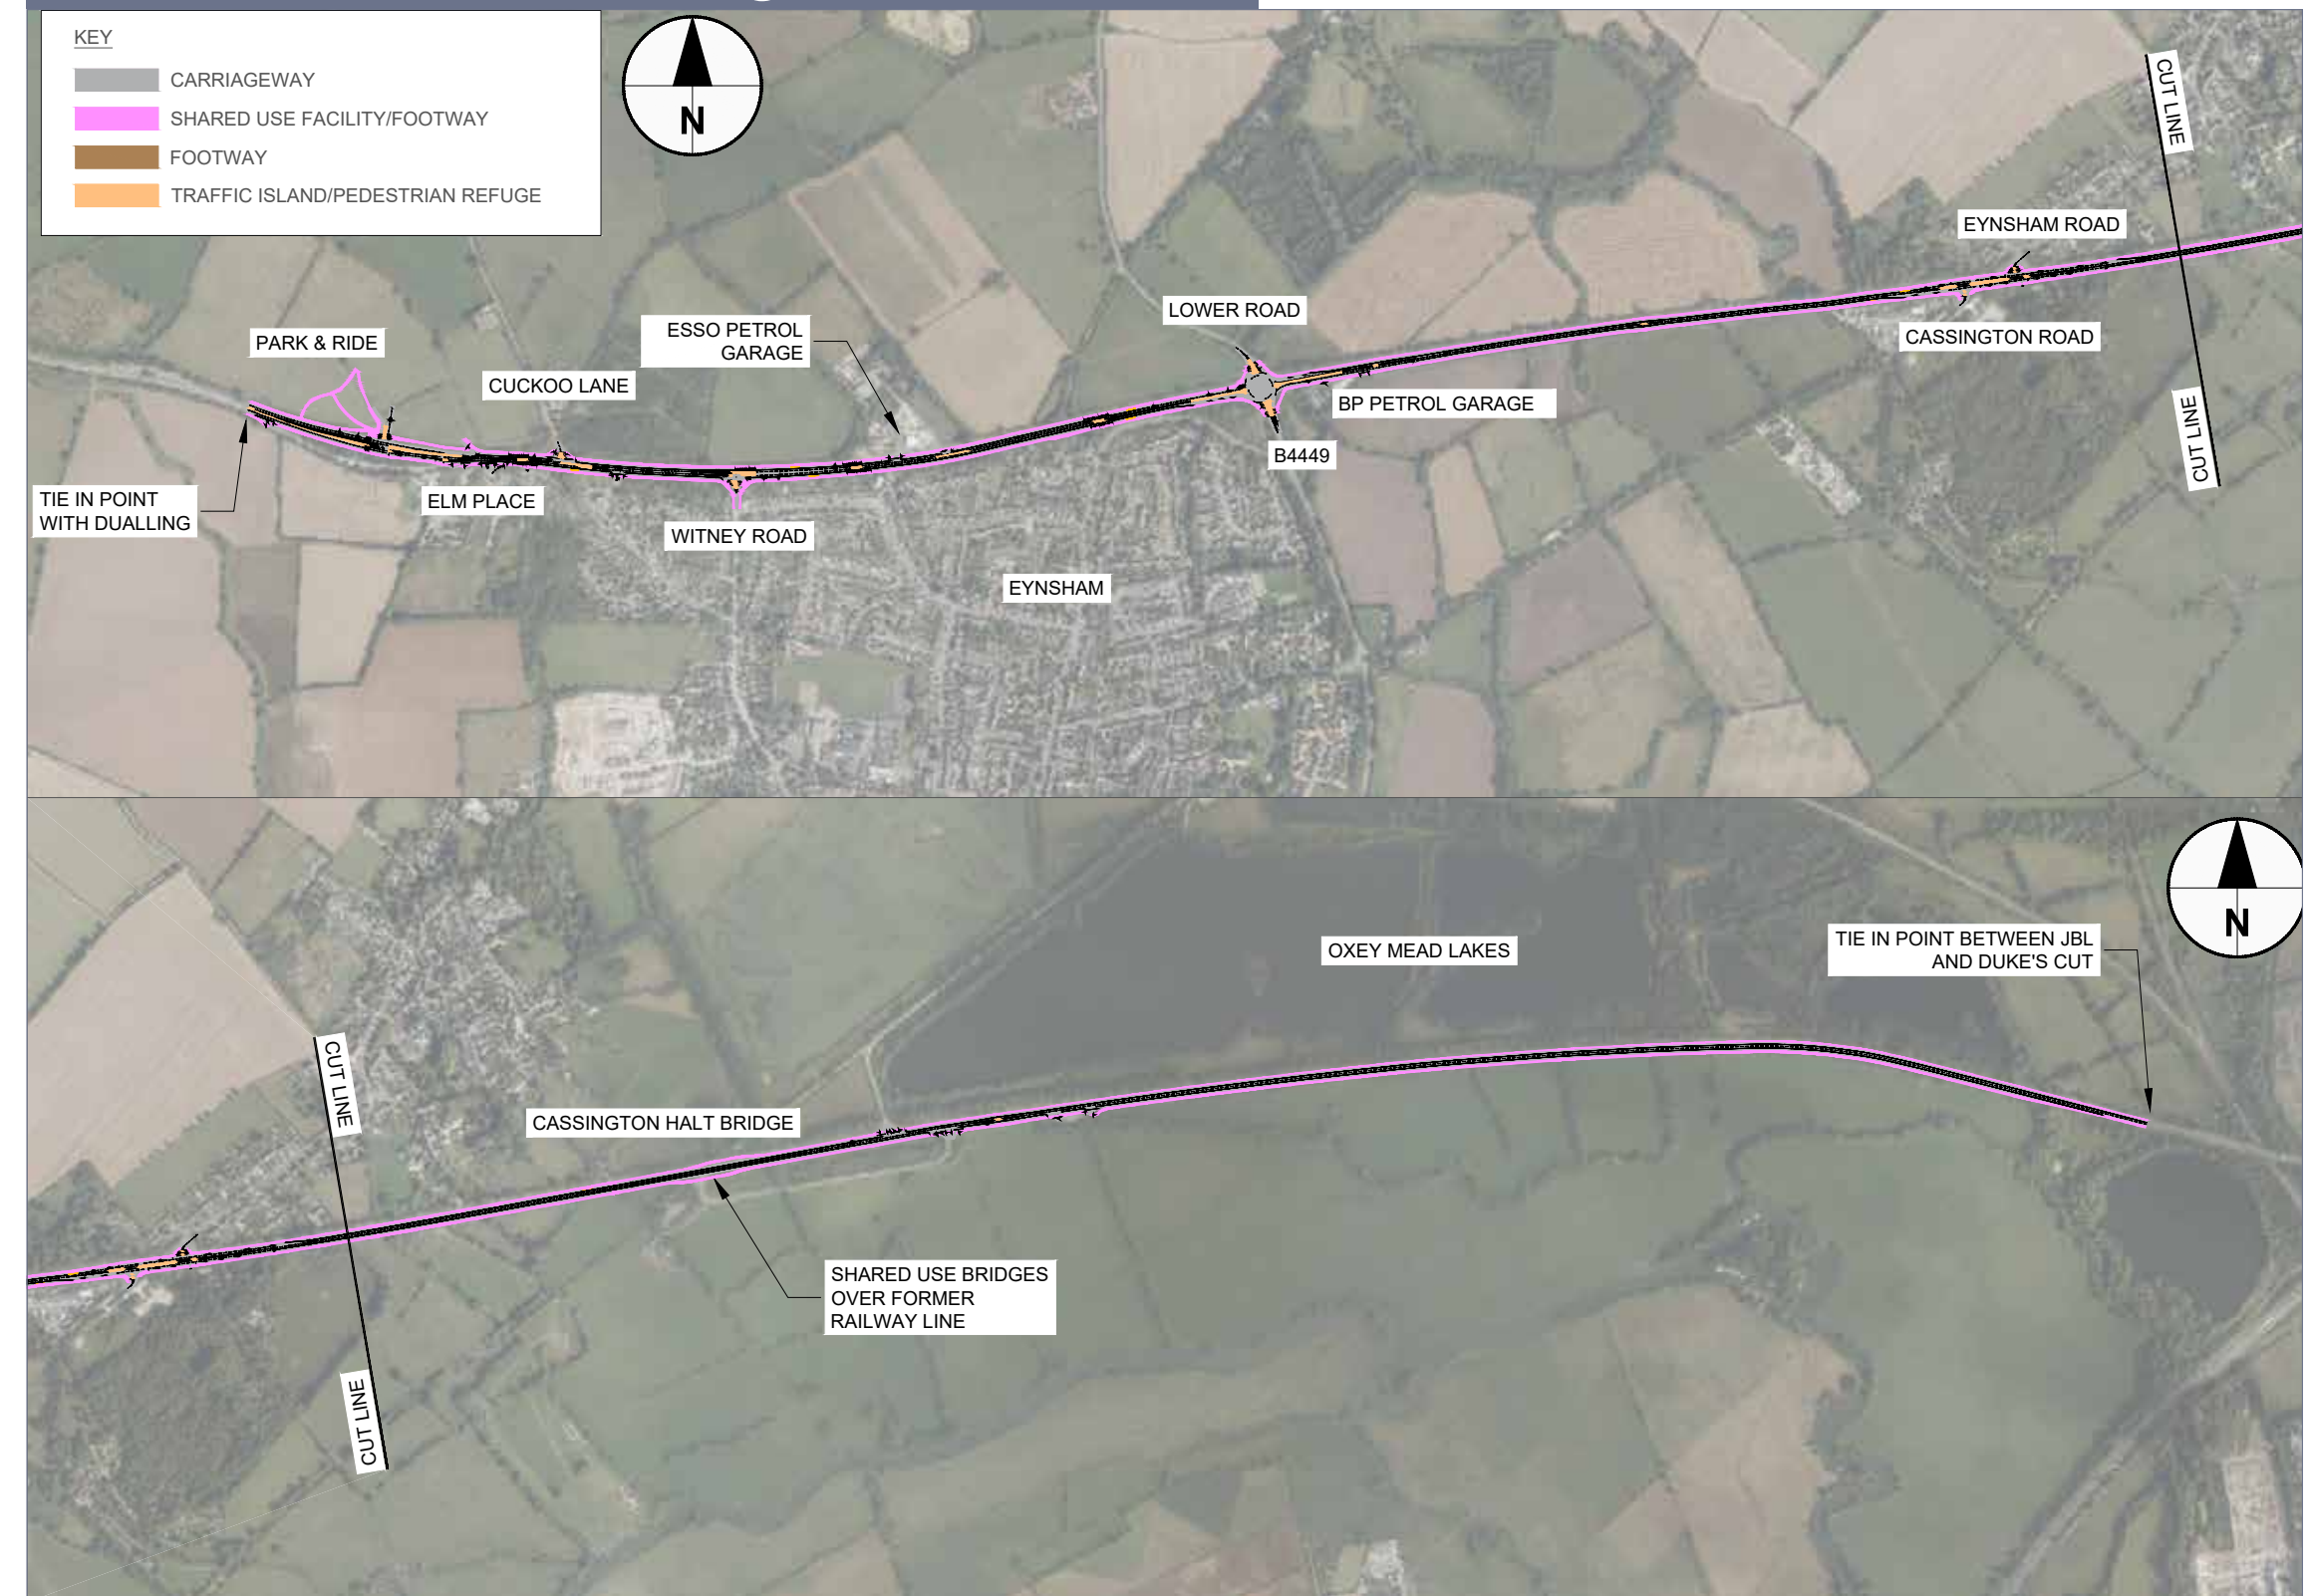 KEY
CARRIAGEWAY
SHARED USE FACILITY/FOOTWAY
FOOTWAY
TRAFFIC ISLAND/PEDESTRIAN REFUGE
N
CUT LINE
EYNSHAM ROAD
LOWER ROAD
ESSO PETROL
GARAGE
PARK & RIDE
CUCKOO LANE
CASSINGTON ROAD
BP PETROL GARAGE
CUT LINE
B4449
TIE IN POINT
WITH DUALLING
ELM PLACE
WITNEY ROAD
EYNSHAM
N
TIE IN POINT BETWEEN JBL
AND DUKE'S CUT
OXEY MEAD LAKES
CUT LINE
CASSINGTON HALT BRIDGE
SHARED USE BRIDGES
OVER FORMER
RAILWAY LINE
CUT LINE